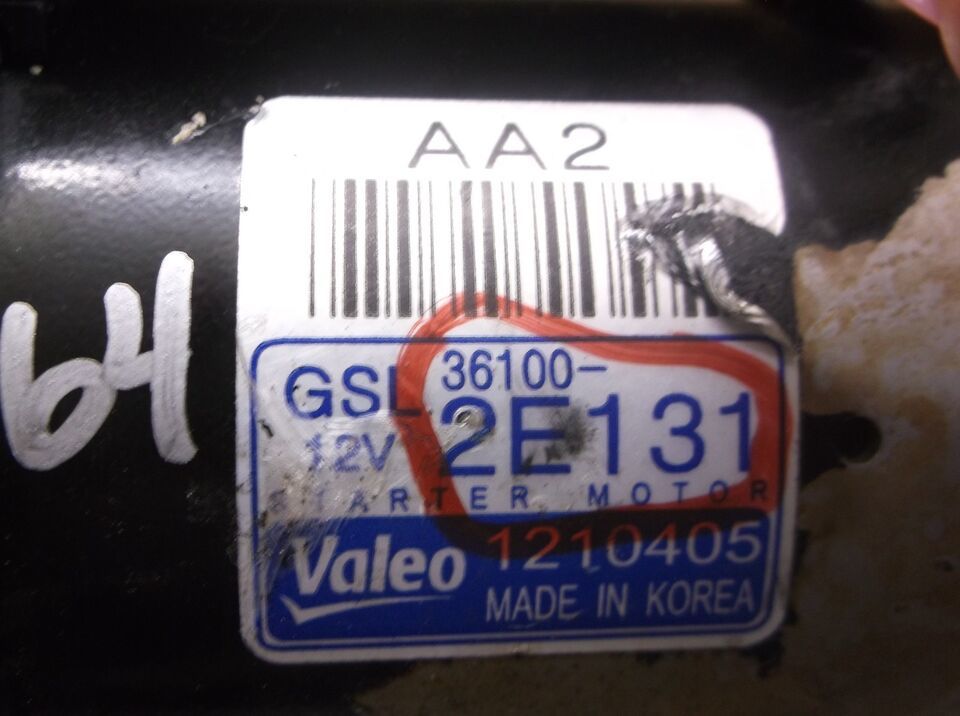 AA2
64
36100-
GSL
2E131
12V
STARTER MOTOR
Valeo
1210405
MADE IN KOREA